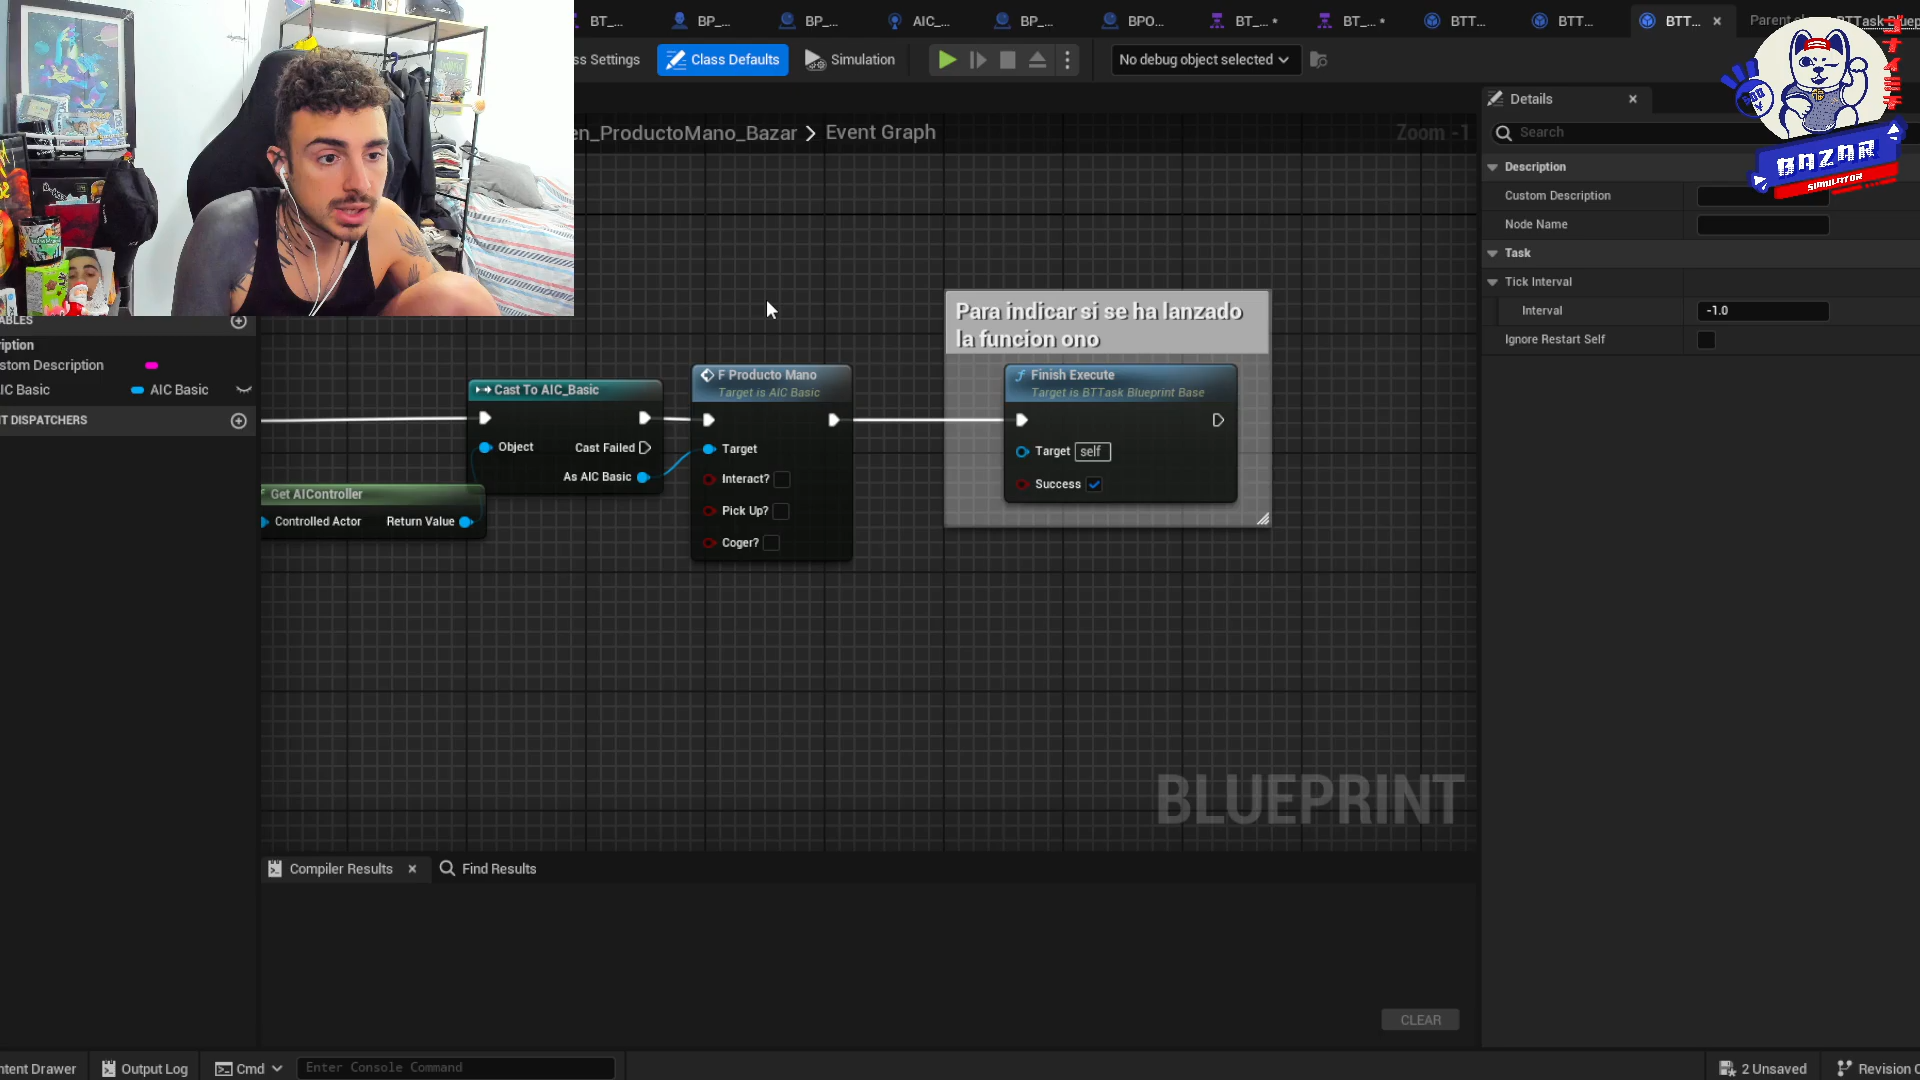 BT_...
BP_...
BP_...
AIC_...
BP_...
BPO...
BT_... *
BT_... *
BTT...
BTT...
BTT...
ss Settings
Class Defaults
Simulation
No debug object selected
en_ProductoMano_Bazar > Event Graph
Zoom -1
Details
Search
BAZAR
SIMULATOR
Description
Custom Description
Node Name
Task
Tick Interval
Interval
-1.0
Ignore Restart Self
ABLES
ription
stom Description
IC Basic
AIC Basic
T DISPATCHERS
Para indicar si se ha lanzado
la funcion ono
Cast To AIC_Basic
Object
Cast Failed
As AIC Basic
Get AIController
Controlled Actor
Return Value
F Producto Mano
Target is AIC Basic
Target
Interact?
Pick Up?
Coger?
Finish Execute
Target is BTTask Blueprint Base
Target
self
Success
BLUEPRINT
Compiler Results
Find Results
CLEAR
ntent Drawer
Output Log
Cmd
Enter Console Command
2 Unsaved
Revision C